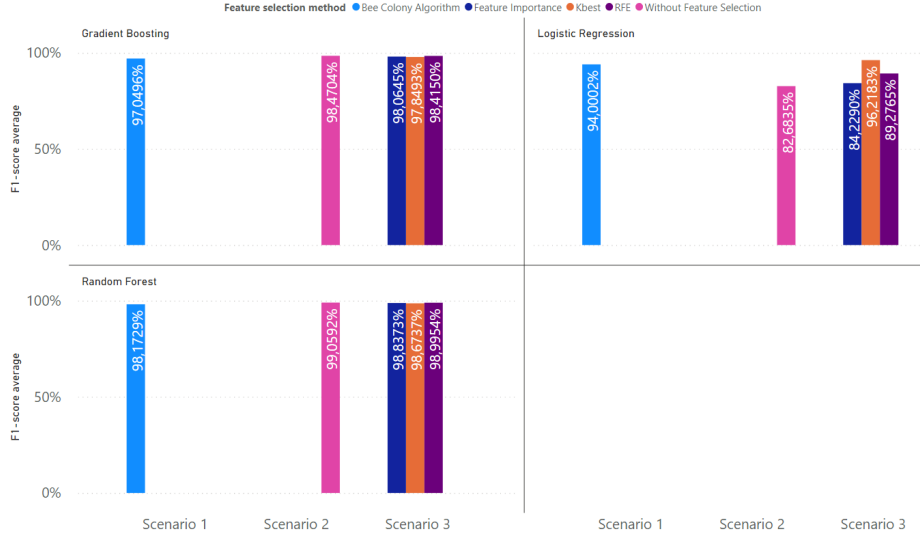 Feature selection method Bee Colony Algorithm Feature Importance Kbest RFE Without Feature Selection
Gradient Boosting
Logistic Regression
F1-score average
100%
50%
0%
97,0496%
98,4704%
98,0645%
97,8493%
98,4150%
94,0002%
82,6835%
84,2290%
96,2183%
89,2765%
Random Forest
F1-score average
100%
50%
0%
98,1729%
99,0592%
98,8373%
98,6737%
98,9954%
Scenario 1 Scenario 2 Scenario 3
Scenario 1 Scenario 2 Scenario 3